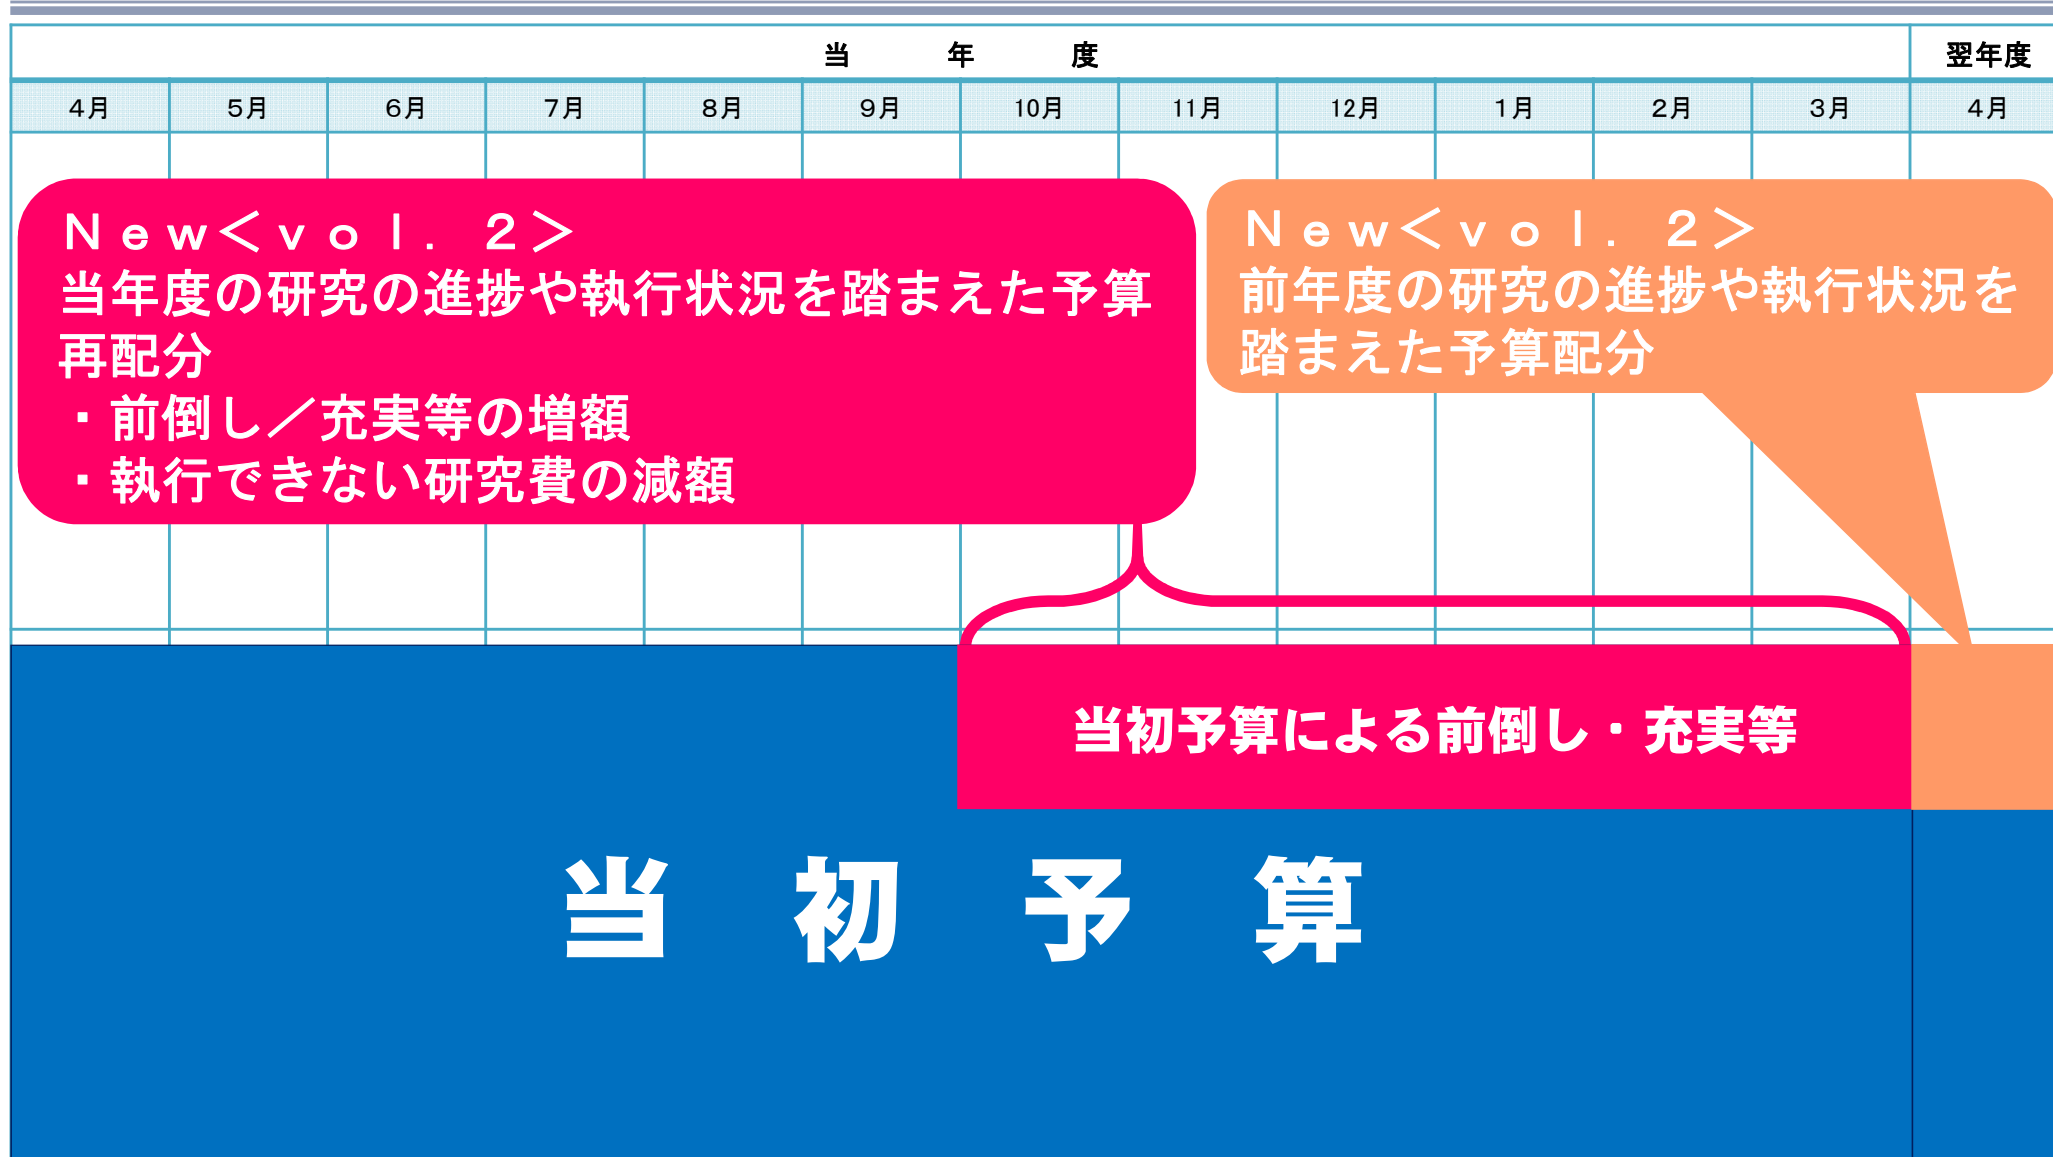 当 年 度
翌年度
4月 5月 6月 7月 8月 9月 10月 11月 12月 1月 2月 3月 4月
New<vol. 2>
当年度の研究の進捗や執行状況を踏まえた予算
再配分
・前倒し／充実等の増額
・執行できない研究費の減額
New<vol. 2>
前年度の研究の進捗や執行状況を
踏まえた予算配分
当初予算による前倒し・充実等
当 初 予 算